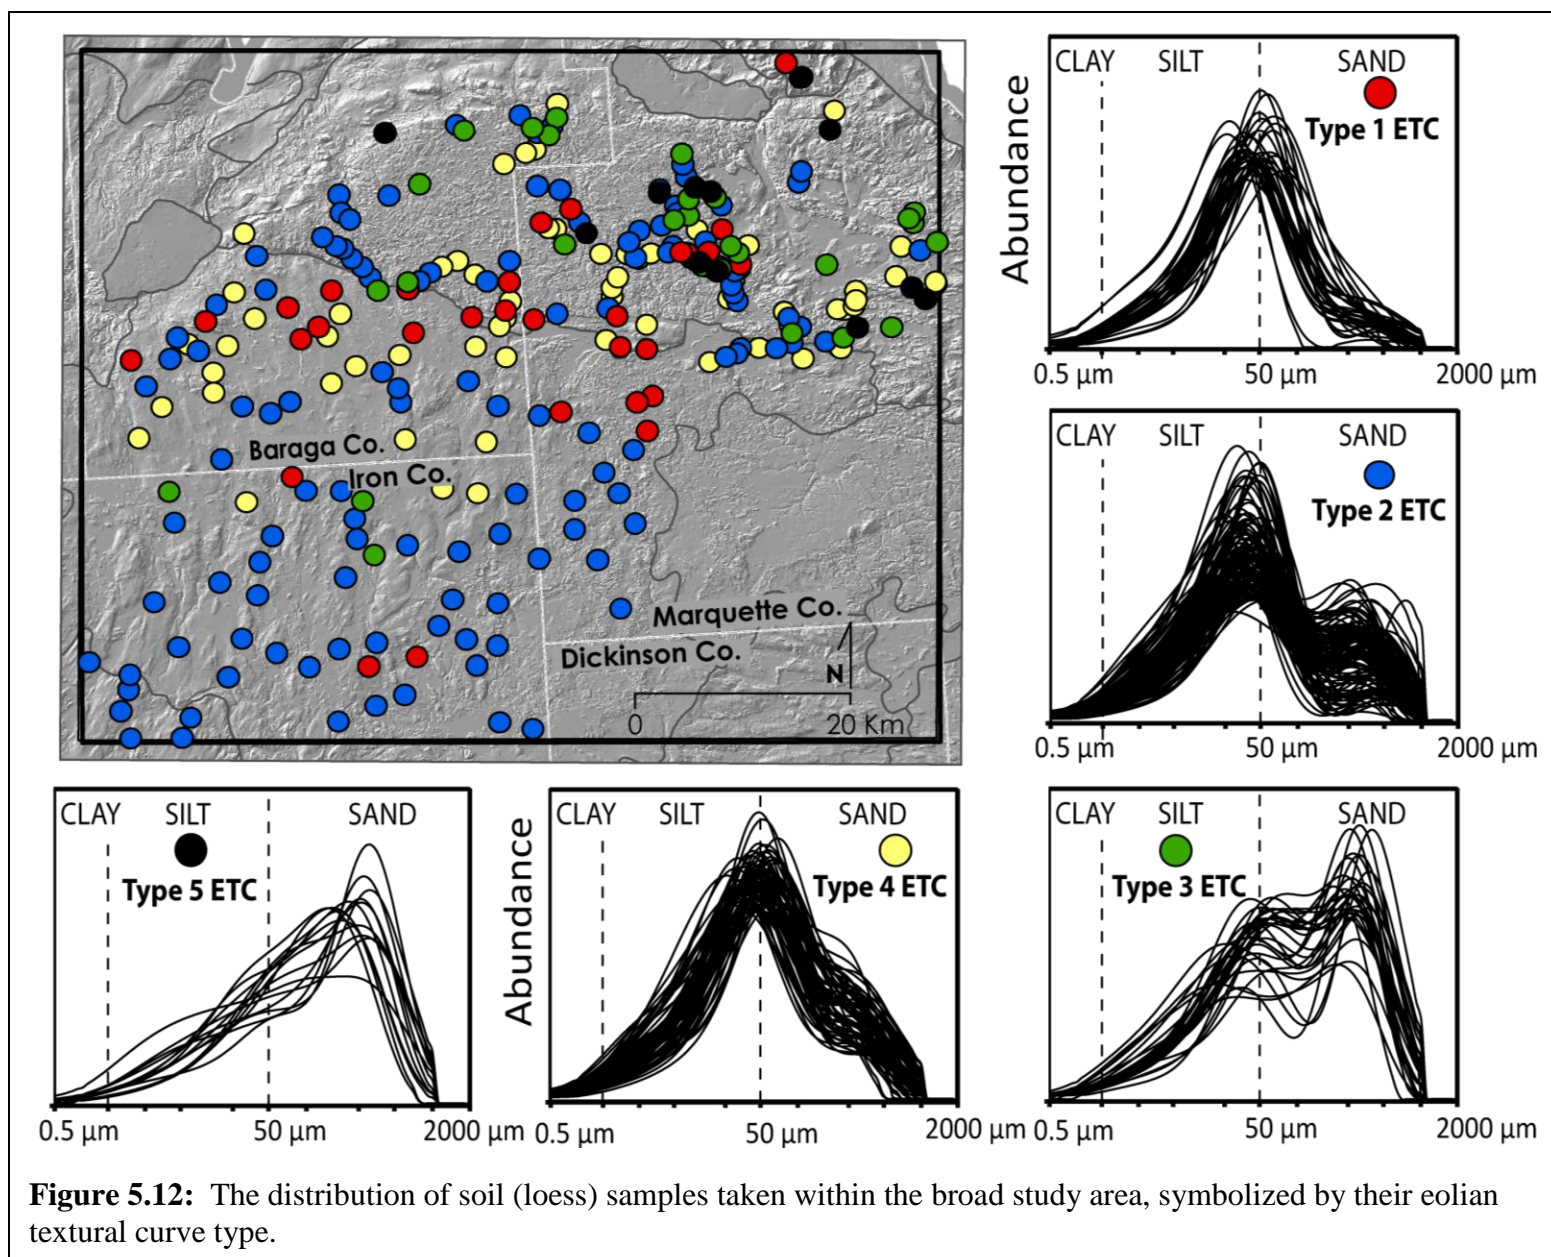 Baraga Co.
Iron Co.
Marquette Co.
Dickinson Co.
N
0
20 Km
CLAY SILT SAND
Type 1 ETC
Abundance
0.5 µm 50 µm 2000 µm
CLAY SILT SAND
Type 2 ETC
0.5 µm 50 µm 2000 µm
CLAY SILT SAND
Type 5 ETC
0.5 µm 50 µm 2000 µm
CLAY SILT SAND
Type 4 ETC
Abundance
0.5 µm 50 µm 2000 µm
CLAY SILT SAND
Type 3 ETC
0.5 µm 50 µm 2000 µm
Figure 5.12: The distribution of soil (loess) samples taken within the broad study area, symbolized by their eolian
textural curve type.